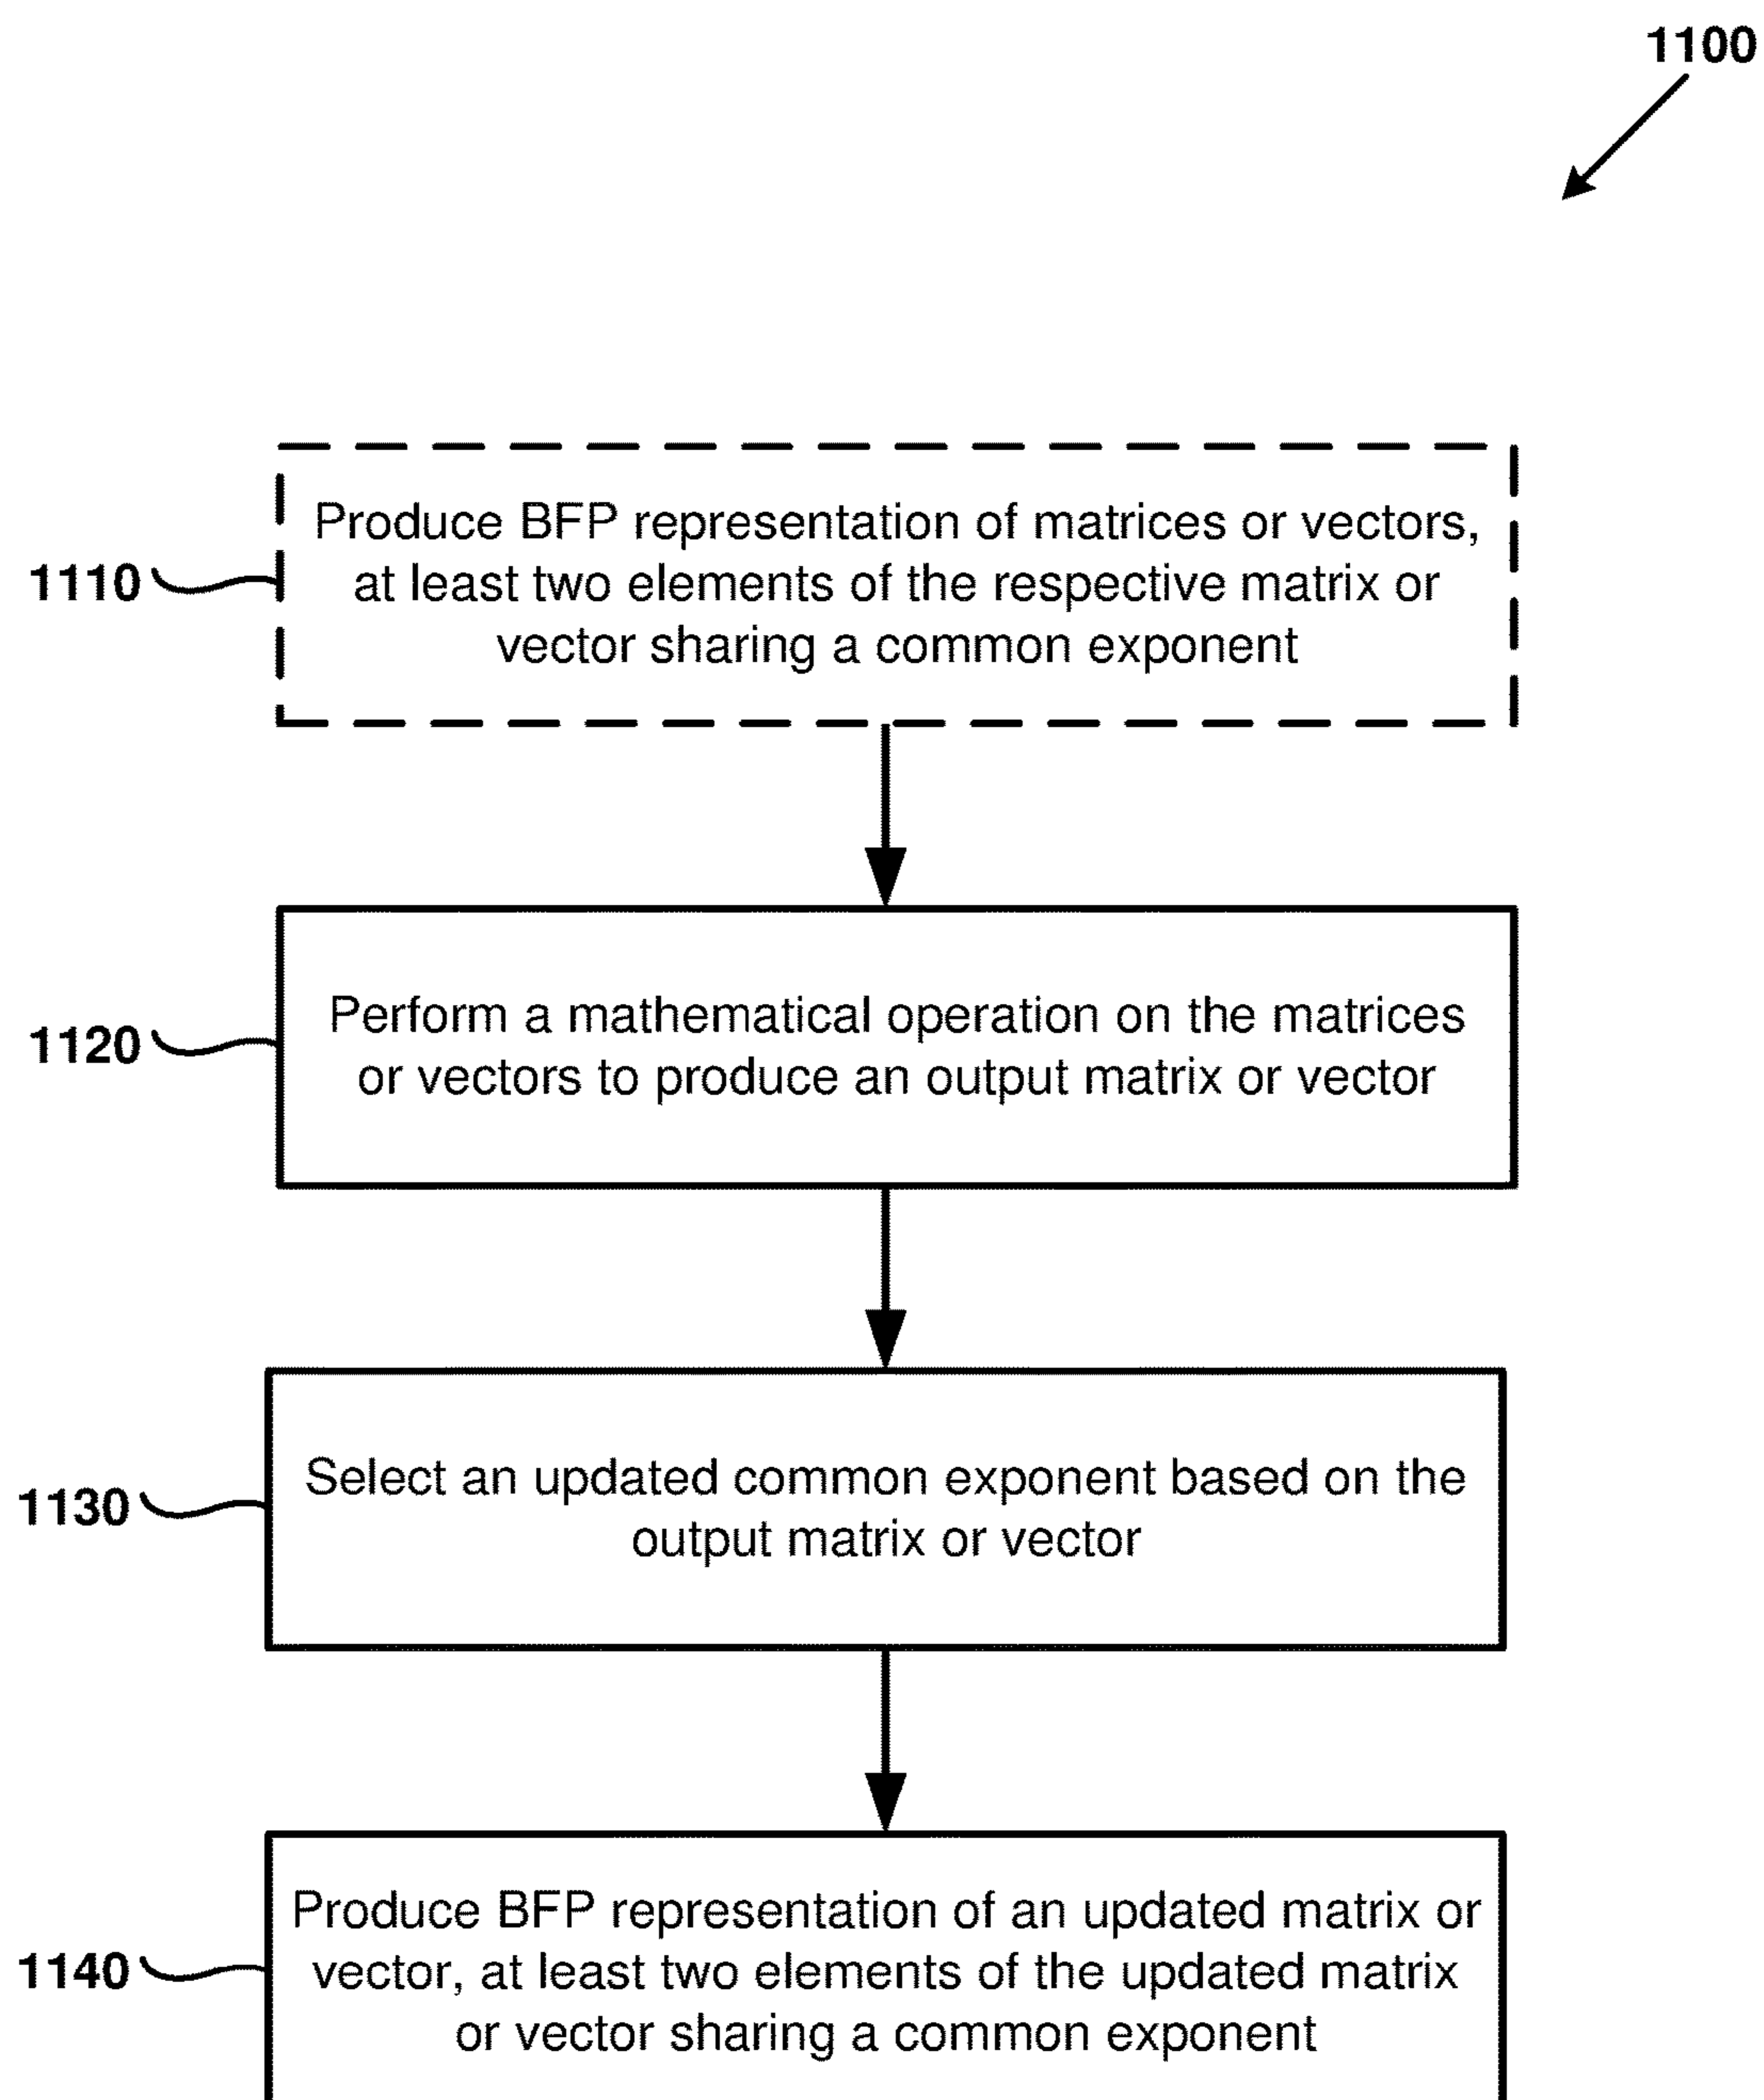 1100
Produce BFP representation of matrices or vectors,
at least two elements of the respective matrix or
vector sharing a common exponent
1110
Perform a mathematical operation on the matrices
or vectors to produce an output matrix or vector
1120
Select an updated common exponent based on the
output matrix or vector
1130
Produce BFP representation of an updated matrix or
vector, at least two elements of the updated matrix
or vector sharing a common exponent
1140